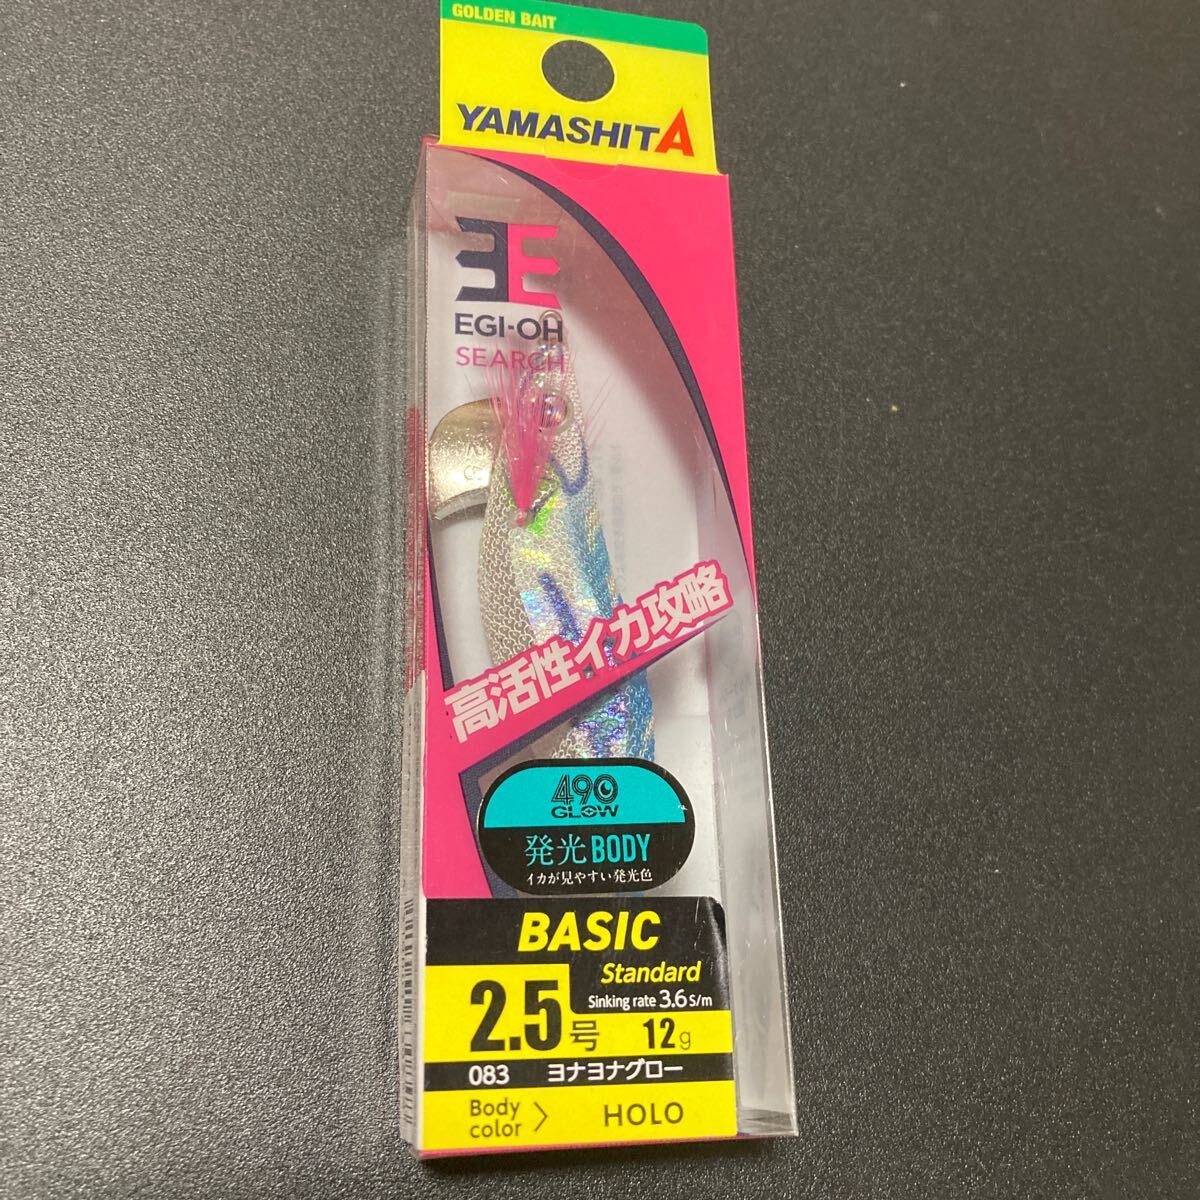 GOLDEN BAIT
YAMASHITA
EGI-OH
SEARCH
高活性イカ攻略
490
GLOW
発光BODY
イカが見やすい発光色
BASIC
Standard
Sinking rate 3.6 S/m
2.5号 12g
083 ヨナヨナグロー
Body color > HOLO